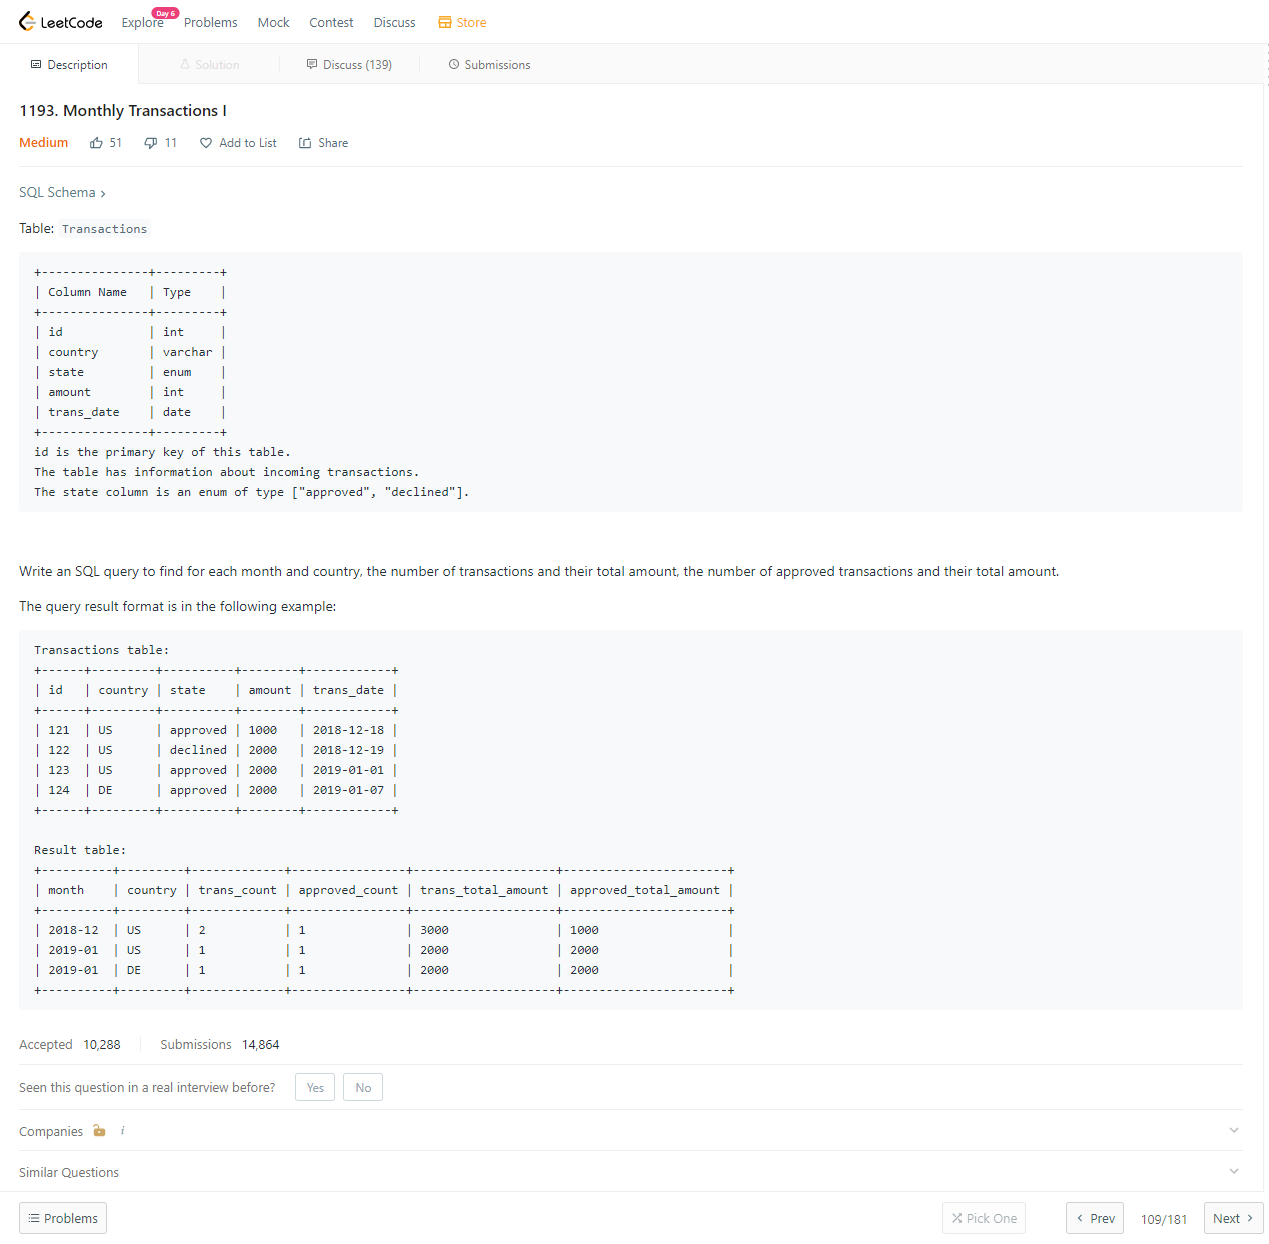 LeetCode Explore Day 6 Problems Mock Contest Discuss Store
Description Solution Discuss (139) Submissions
1193. Monthly Transactions I
Medium 51 11 Add to List Share
SQL Schema >
Table: Transactions
+---------------+---------+
| Column Name   | Type    |
+---------------+---------+
| id            | int     |
| country       | varchar |
| state         | enum    |
| amount        | int     |
| trans_date    | date    |
+---------------+---------+
id is the primary key of this table.
The table has information about incoming transactions.
The state column is an enum of type ["approved", "declined"].
Write an SQL query to find for each month and country, the number of transactions and their total amount, the number of approved transactions and their total amount.
The query result format is in the following example:
Transactions table:
+------+---------+----------+--------+------------+
| id   | country | state    | amount | trans_date |
+------+---------+----------+--------+------------+
| 121  | US      | approved | 1000   | 2018-12-18 |
| 122  | US      | declined | 2000   | 2018-12-19 |
| 123  | US      | approved | 2000   | 2019-01-01 |
| 124  | DE      | approved | 2000   | 2019-01-07 |
+------+---------+----------+--------+------------+
Result table:
+----------+---------+-------------+----------------+--------------------+-----------------------+
| month    | country | trans_count | approved_count | trans_total_amount | approved_total_amount |
+----------+---------+-------------+----------------+--------------------+-----------------------+
| 2018-12  | US      | 2           | 1              | 3000               | 1000                  |
| 2019-01  | US      | 1           | 1              | 2000               | 2000                  |
| 2019-01  | DE      | 1           | 1              | 2000               | 2000                  |
+----------+---------+-------------+----------------+--------------------+-----------------------+
Accepted 10,288 Submissions 14,864
Seen this question in a real interview before? Yes No
Companies i
Similar Questions
Problems Pick One < Prev 109/181 Next >